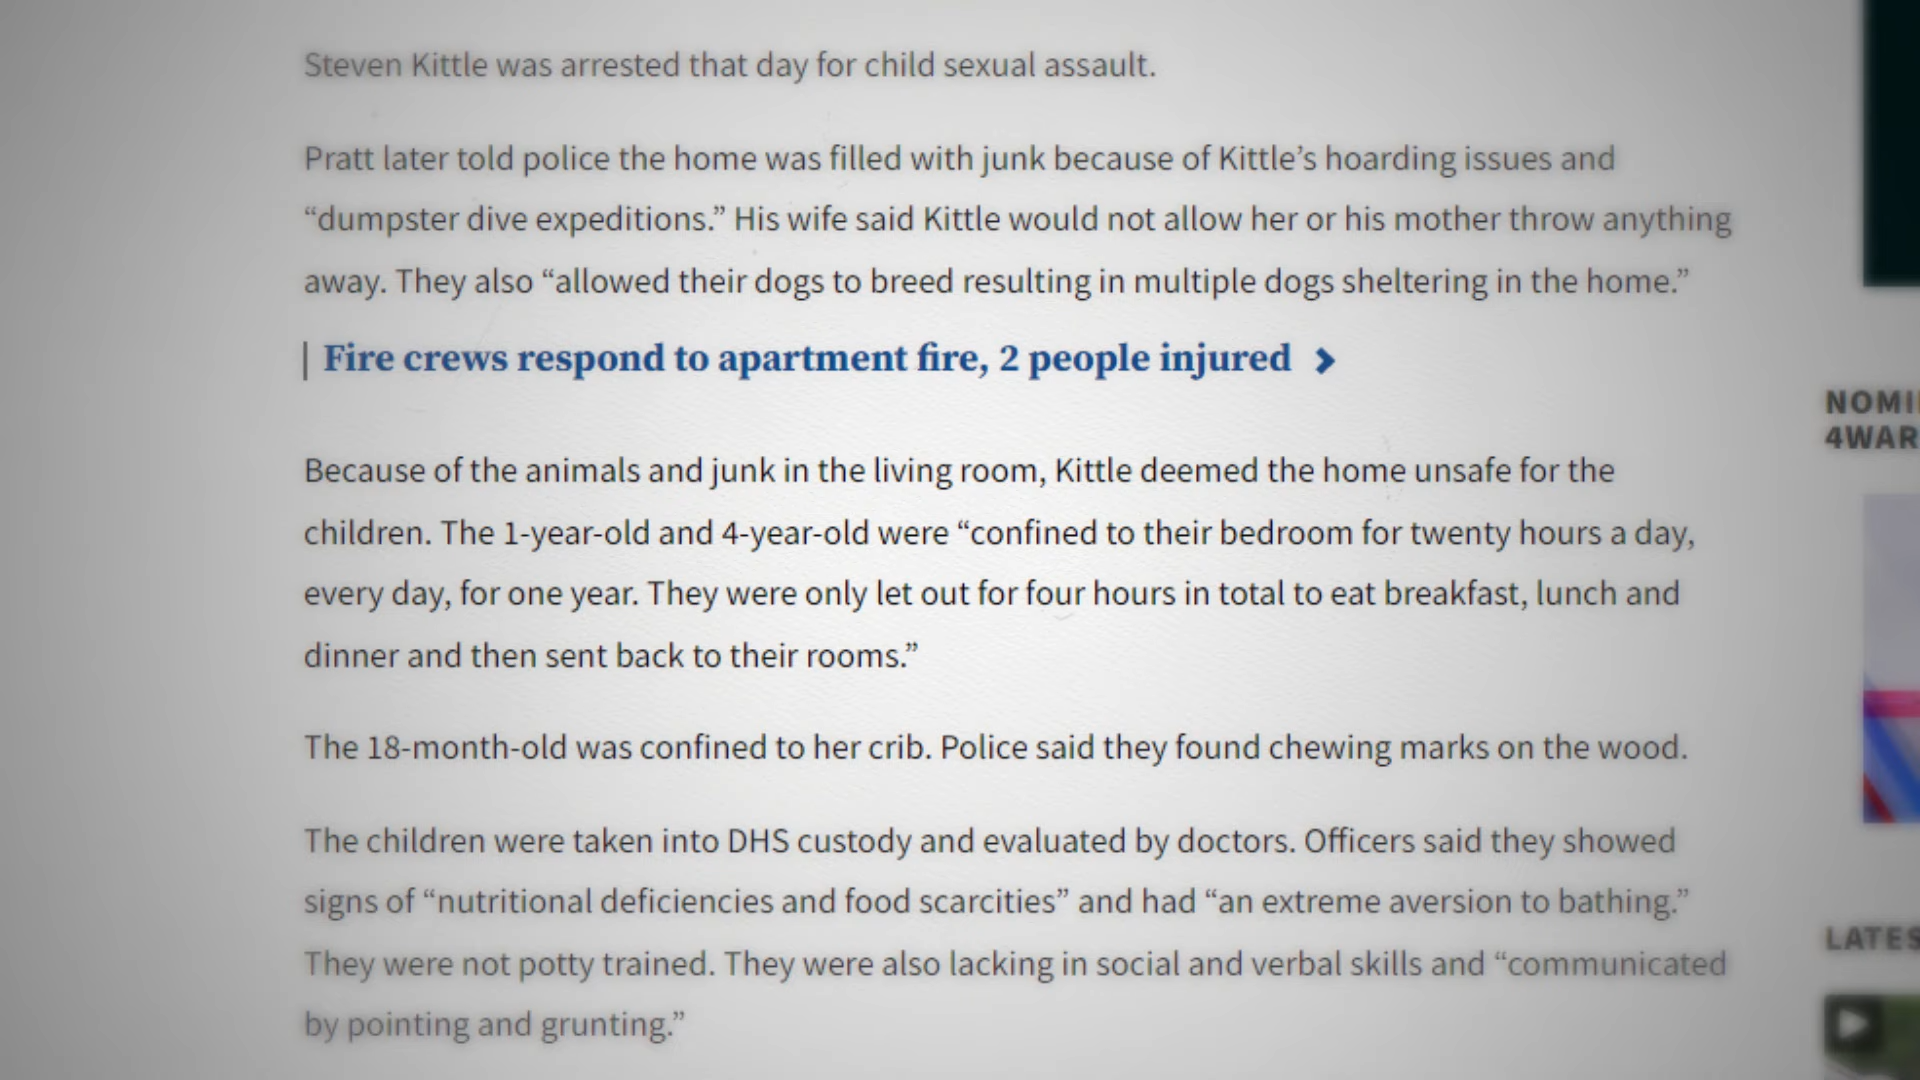 Steven Kittle was arrested that day for child sexual assault.
Pratt later told police the home was filled with junk because of Kittle’s hoarding issues and
“dumpster dive expeditions.” His wife said Kittle would not allow her or his mother throw anything
away. They also “allowed their dogs to breed resulting in multiple dogs sheltering in the home.”
Fire crews respond to apartment fire, 2 people injured
Because of the animals and junk in the living room, Kittle deemed the home unsafe for the
children. The 1-year-old and 4-year-old were “confined to their bedroom for twenty hours a day,
every day, for one year. They were only let out for four hours in total to eat breakfast, lunch and
dinner and then sent back to their rooms.”
The 18-month-old was confined to her crib. Police said they found chewing marks on the wood.
The children were taken into DHS custody and evaluated by doctors. Officers said they showed
signs of “nutritional deficiencies and food scarcities” and had “an extreme aversion to bathing.”
They were not potty trained. They were also lacking in social and verbal skills and “communicated
by pointing and grunting.”